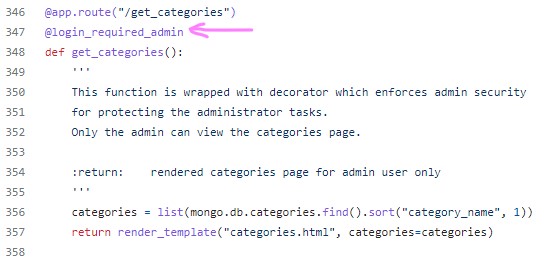 346 @app.route("/get_categories")
347 @login_required_admin
348 def get_categories():
349 '''
350 This function is wrapped with decorator which enforces admin security
351 for protecting the administrator tasks.
352 Only the admin can view the categories page.
353
354 :return:    rendered categories page for admin user only
355 '''
356 categories = list(mongo.db.categories.find().sort("category_name", 1))
357 return render_template("categories.html", categories=categories)
358